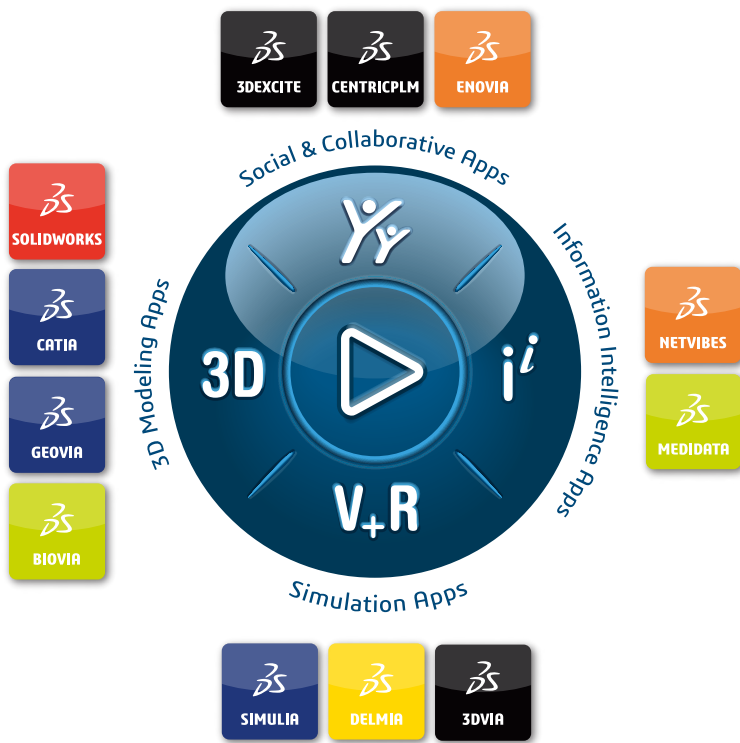 3DEXCITE
CENTRICPLM
ENOVIA
Social & Collaborative Apps
SOLIDWORKS
CATIA
GEOVIA
BIOVIA
3D Modeling Apps
3D
i i
V+R
Information Intelligence Apps
NETVIBES
MEDIDATA
Simulation Apps
SIMULIA
DELMIA
3DVIA